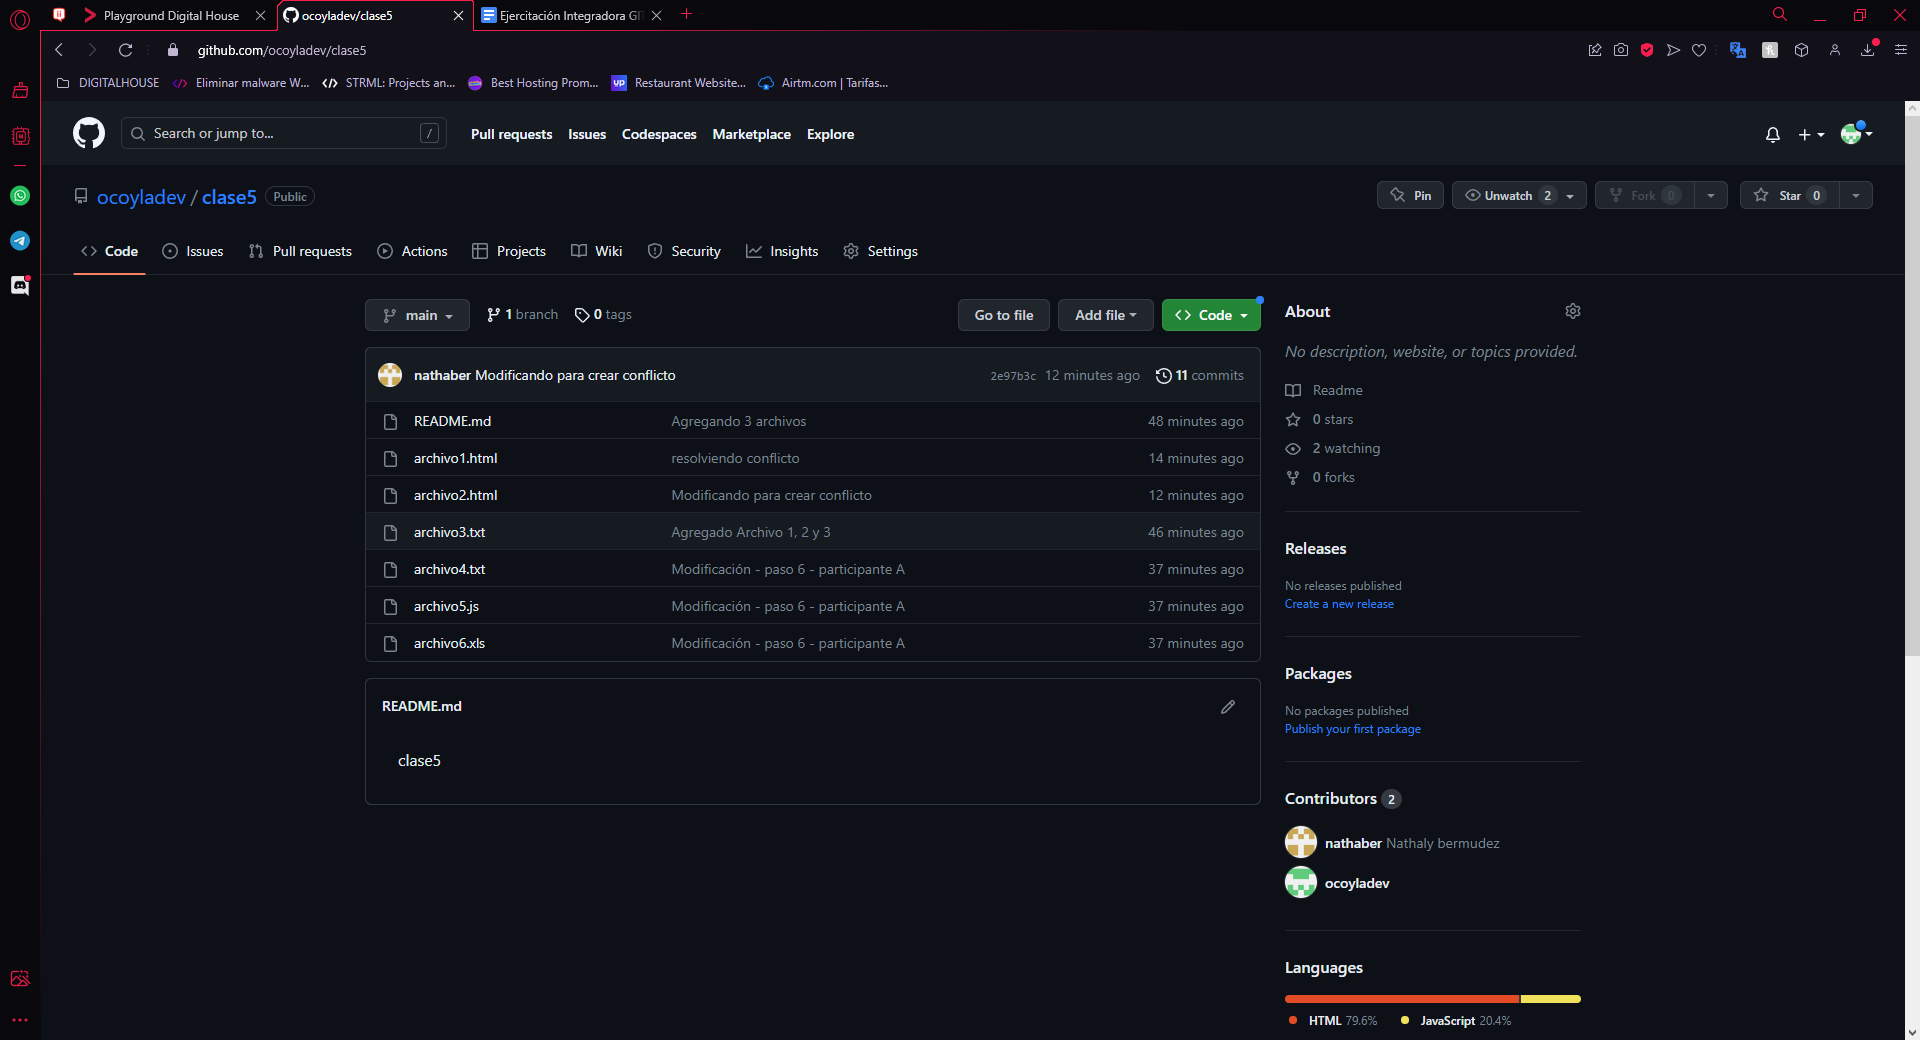 Playground Digital House
ocoyladev/clase5
Ejercitación Integradora GI
github.com/ocoyladev/clase5
DIGITALHOUSE
Eliminar malware W...
STRML: Projects an...
Best Hosting Prom...
Restaurant Website...
Airtm.com | Tarifas...
Search or jump to...
/
Pull requests
Issues
Codespaces
Marketplace
Explore
ocoyladev / clase5 Public
Pin
Unwatch 2
Fork 0
Star 0
Code
Issues
Pull requests
Actions
Projects
Wiki
Security
Insights
Settings
main
1 branch
0 tags
Go to file
Add file
Code
nathaber Modificando para crear conflicto 2e97b3c 12 minutes ago 11 commits
README.md Agregando 3 archivos 48 minutes ago
archivo1.html resolviendo conflicto 14 minutes ago
archivo2.html Modificando para crear conflicto 12 minutes ago
archivo3.txt Agregado Archivo 1, 2 y 3 46 minutes ago
archivo4.txt Modificación - paso 6 - participante A 37 minutes ago
archivo5.js Modificación - paso 6 - participante A 37 minutes ago
archivo6.xls Modificación - paso 6 - participante A 37 minutes ago
README.md
clase5
About
No description, website, or topics provided.
Readme
0 stars
2 watching
0 forks
Releases
No releases published
Create a new release
Packages
No packages published
Publish your first package
Contributors 2
nathaber Nathaly bermudez
ocoyladev
Languages
HTML 79.6%
JavaScript 20.4%